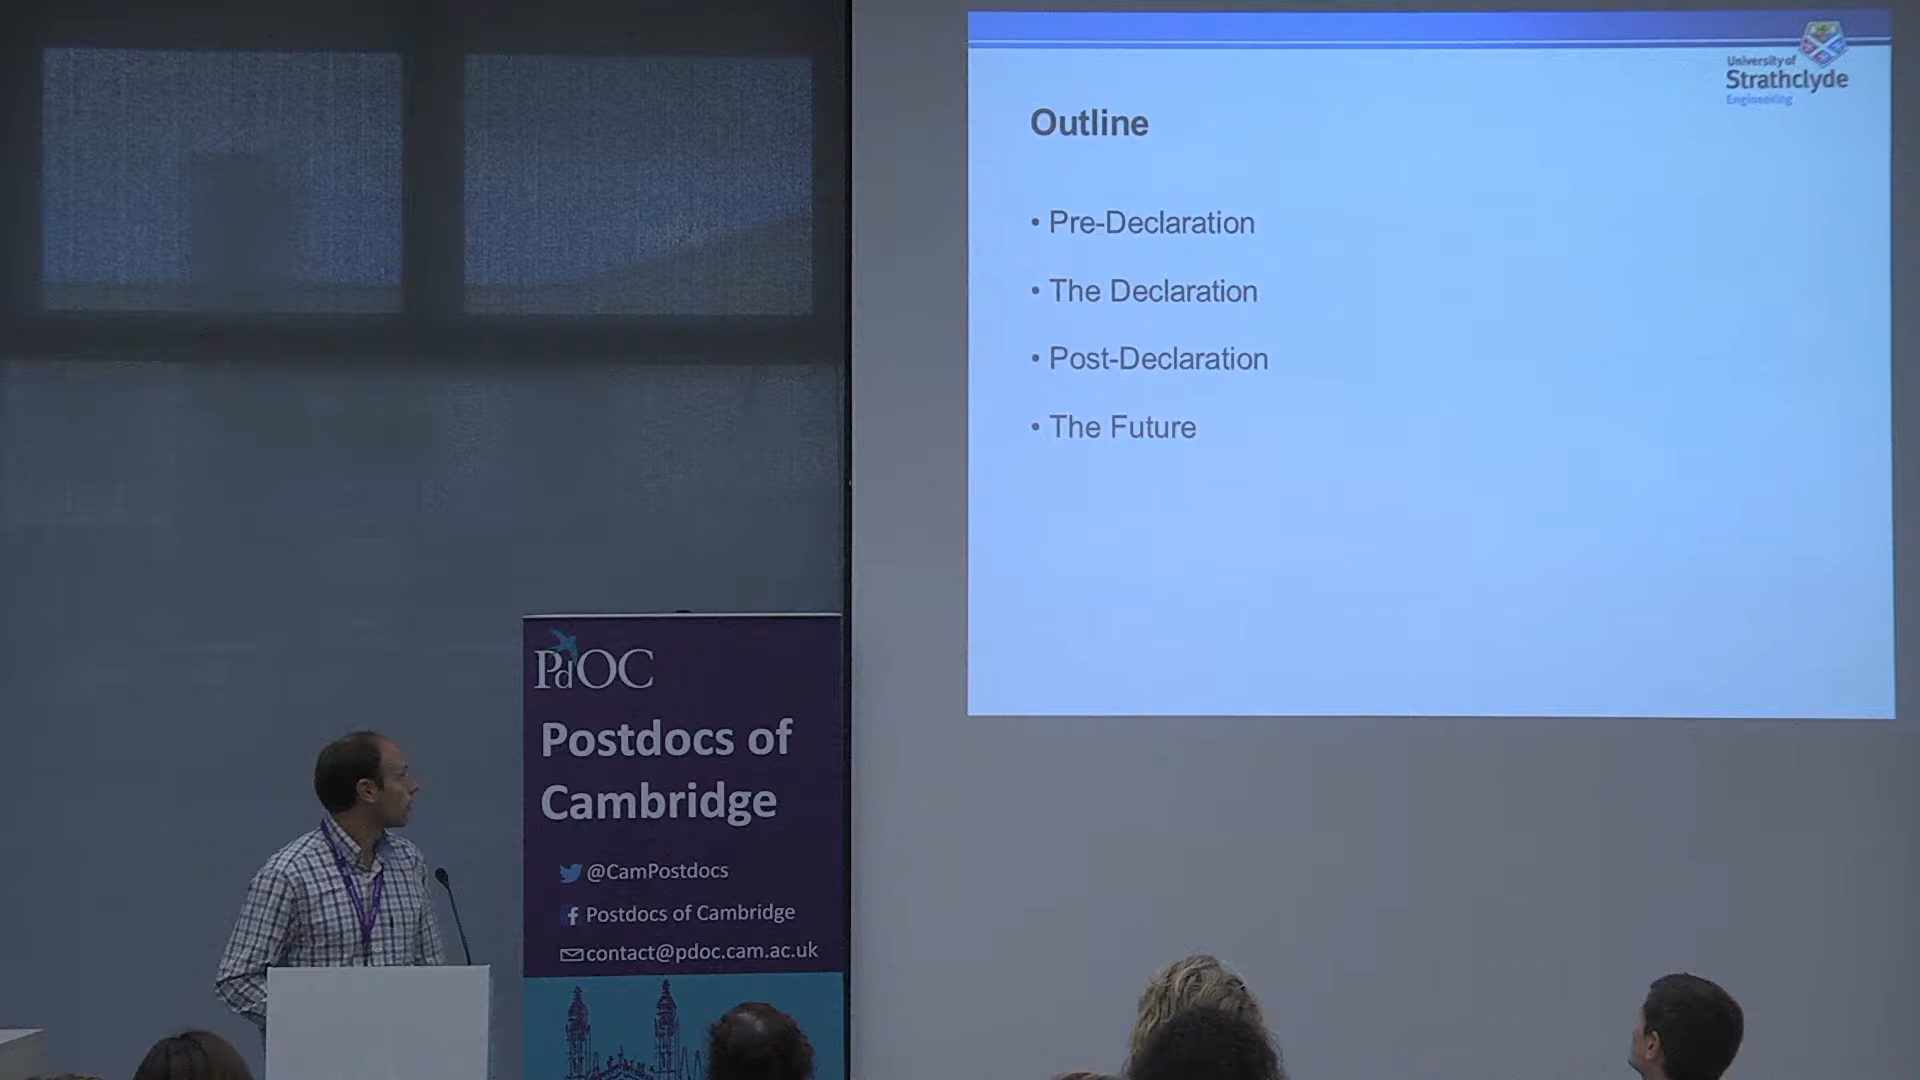 University of
Strathclyde
Engineering
Outline
• Pre-Declaration
• The Declaration
• Post-Declaration
• The Future
PdOC
Postdocs of
Cambridge
@CamPostdocs
Postdocs of Cambridge
contact@pdoc.cam.ac.uk